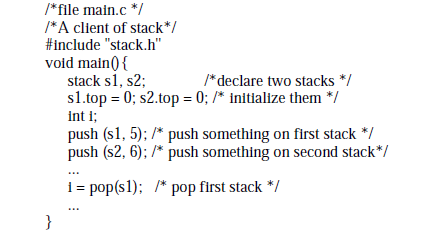 /*file main.c */
/*A client of stack*/
#include "stack.h"
void main(){
stack s1, s2; /*declare two stacks */
s1.top = 0; s2.top = 0; /* initialize them */
int i;
push (s1, 5); /* push something on first stack */
push (s2, 6); /* push something on second stack*/
...
i = pop(s1); /* pop first stack */
...
}